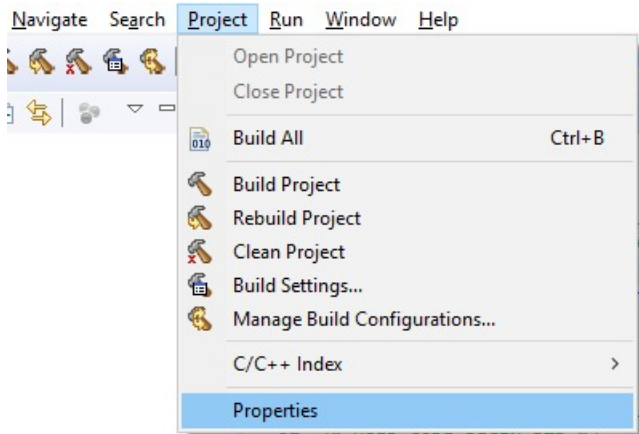 Navigate Search Project Run Window Help
Open Project
Close Project
010 Build All Ctrl+B
Build Project
Rebuild Project
Clean Project
Build Settings...
Manage Build Configurations...
C/C++ Index >
Properties